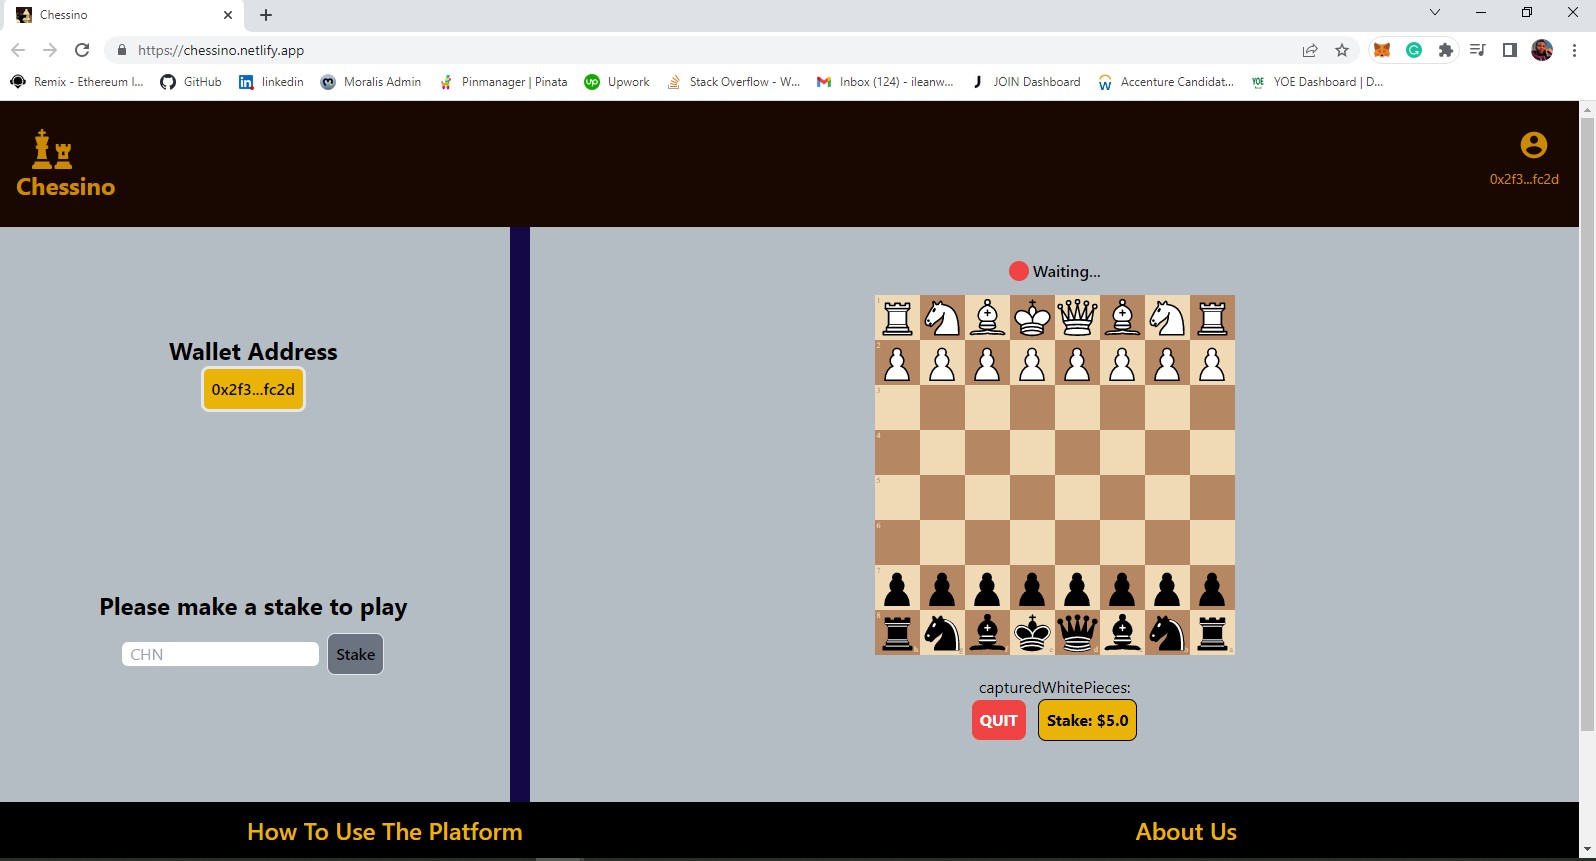 Chessino
https://chessino.netlify.app
Remix - Ethereum I... GitHub linkedin Moralis Admin Pinmanager | Pinata Upwork Stack Overflow - W... Inbox (124) - ileanw... JOIN Dashboard Accenture Candidat... YOE Dashboard | D...
Chessino
0x2f3...fc2d
Wallet Address
0x2f3...fc2d
Please make a stake to play
CHN Stake
Waiting...
1
2
3
4
5
6
7
8
h g f e d c b a
capturedWhitePieces:
QUIT Stake: $5.0
How To Use The Platform About Us